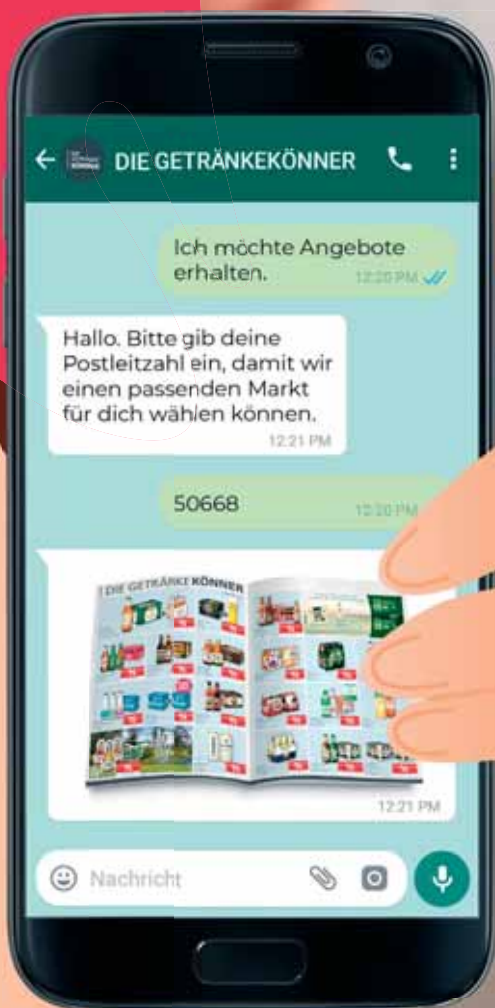 DIE GETRÄNKEKÖNNER
Ich möchte Angebote
erhalten.
12:20 PM
Hallo. Bitte gib deine
Postleitzahl ein, damit wir
einen passenden Markt
für dich wählen können.
12:21 PM
50668
12:20 PM
DIE GETRÄNKE KÖNNER
12:21 PM
Nachricht